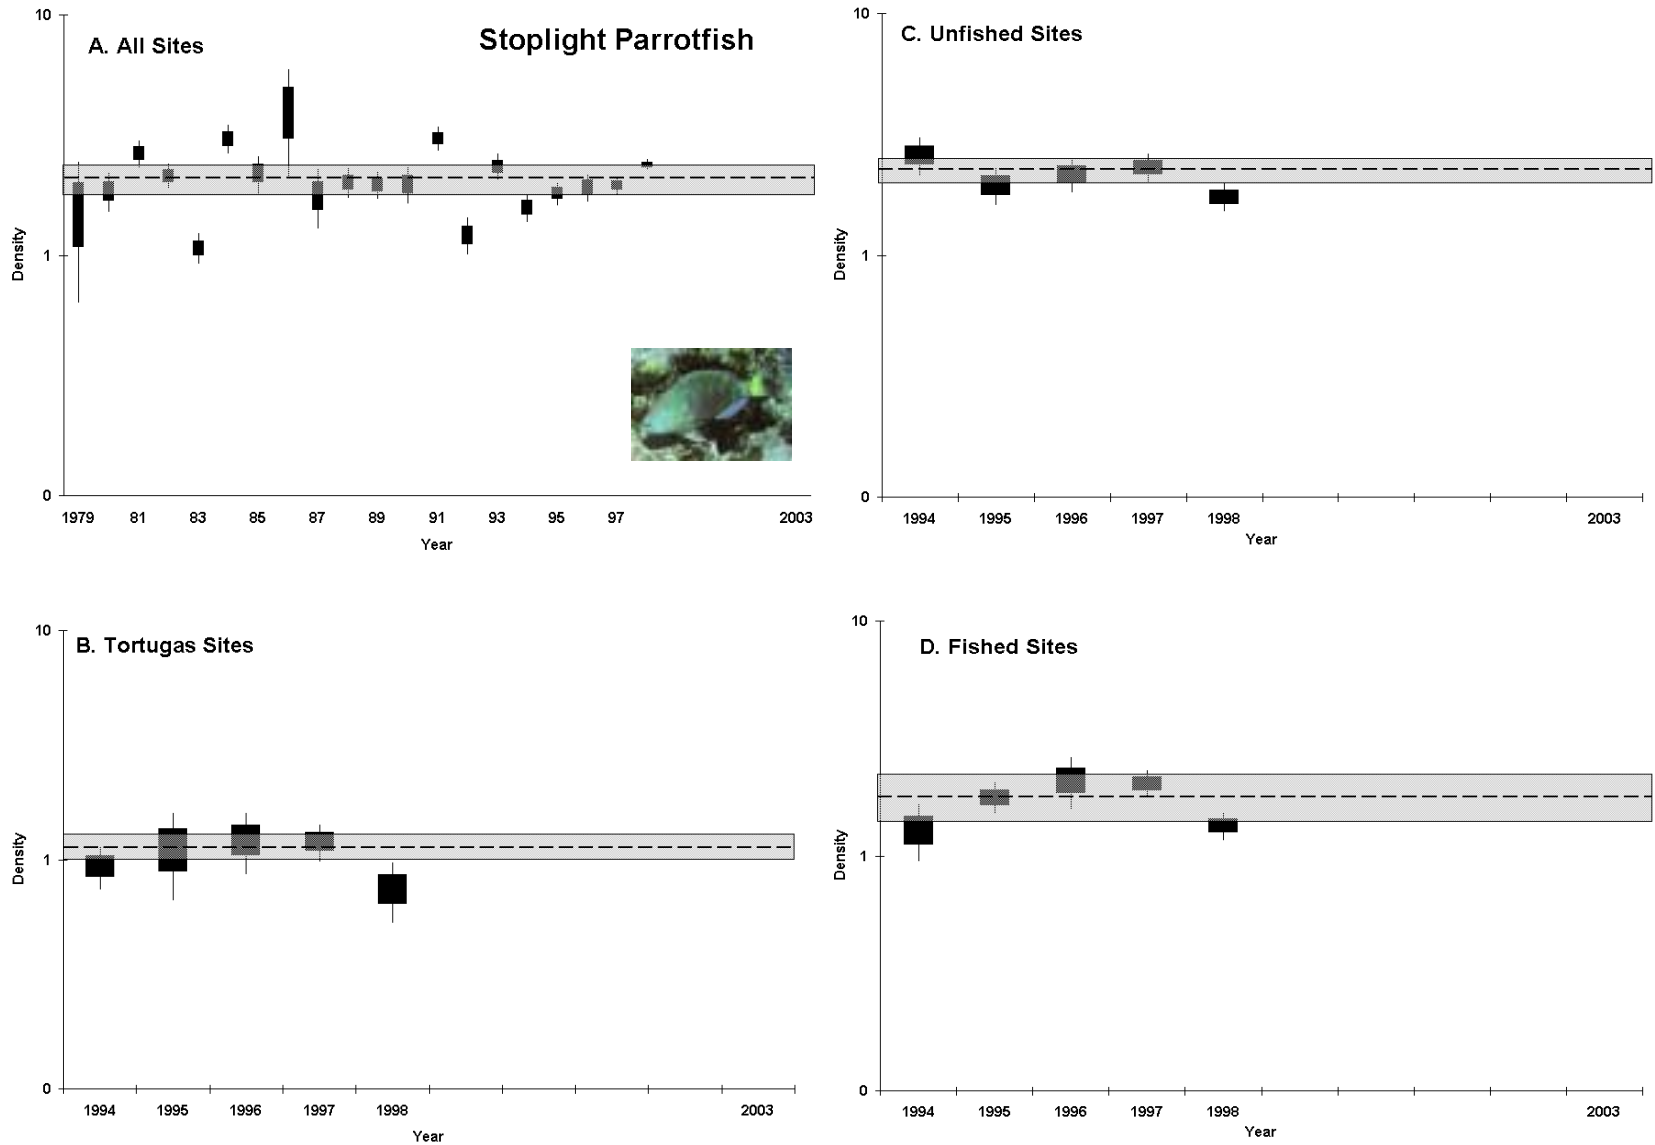 Stoplight Parrotfish
A. All Sites
10
1
0
Density
1979 81 83 85 87 89 91 93 95 97 2003
Year
C. Unfished Sites
10
1
0
Density
1994 1995 1996 1997 1998 2003
Year
B. Tortugas Sites
10
1
0
Density
1994 1995 1996 1997 1998 2003
Year
D. Fished Sites
10
1
0
Density
1994 1995 1996 1997 1998 2003
Year